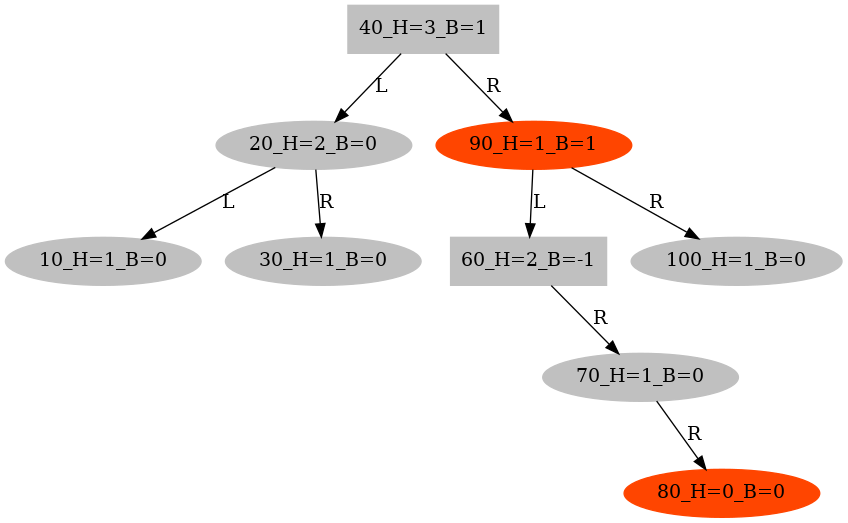 40_H=3_B=1
L
R
20_H=2_B=0
90_H=1_B=1
L
R
L
R
10_H=1_B=0
30_H=1_B=0
60_H=2_B=-1
100_H=1_B=0
R
70_H=1_B=0
R
80_H=0_B=0